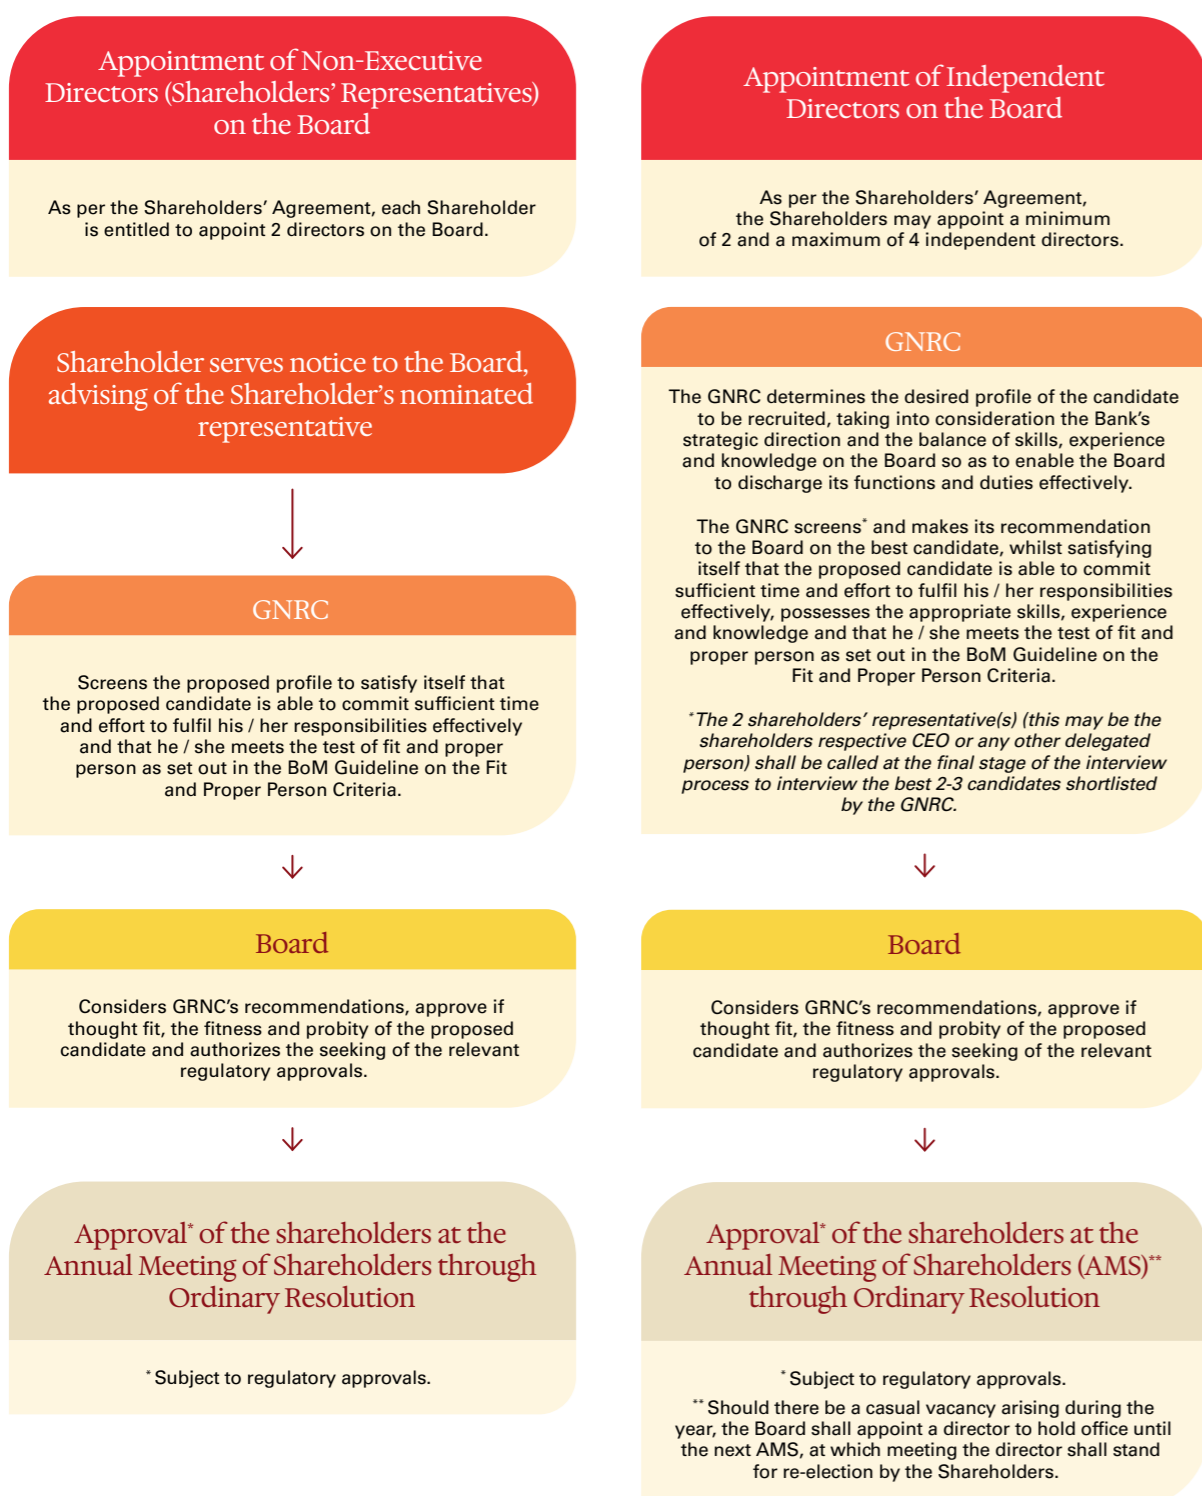 Appointment of Non-Executive
Directors (Shareholders' Representatives)
on the Board
As per the Shareholders' Agreement, each Shareholder
is entitled to appoint 2 directors on the Board.
Shareholder serves notice to the Board,
advising of the Shareholder's nominated
representative
GNRC
Screens the proposed profile to satisfy itself that
the proposed candidate is able to commit sufficient time
and effort to fulfil his / her responsibilities effectively
and that he / she meets the test of fit and proper
person as set out in the BoM Guideline on the Fit
and Proper Person Criteria.
Board
Considers GRNC's recommendations, approve if
thought fit, the fitness and probity of the proposed
candidate and authorizes the seeking of the relevant
regulatory approvals.
Approval* of the shareholders at the
Annual Meeting of Shareholders through
Ordinary Resolution
* Subject to regulatory approvals.
Appointment of Independent
Directors on the Board
As per the Shareholders' Agreement,
the Shareholders may appoint a minimum
of 2 and a maximum of 4 independent directors.
GNRC
The GNRC determines the desired profile of the candidate
to be recruited, taking into consideration the Bank's
strategic direction and the balance of skills, experience
and knowledge on the Board so as to enable the Board
to discharge its functions and duties effectively.
The GNRC screens* and makes its recommendation
to the Board on the best candidate, whilst satisfying
itself that the proposed candidate is able to commit
sufficient time and effort to fulfil his / her responsibilities
effectively, possesses the appropriate skills, experience
and knowledge and that he / she meets the test of fit and
proper person as set out in the BoM Guideline on the
Fit and Proper Person Criteria.
*The 2 shareholders' representative(s) (this may be the
shareholders respective CEO or any other delegated
person) shall be called at the final stage of the interview
process to interview the best 2-3 candidates shortlisted
by the GNRC.
Board
Considers GRNC's recommendations, approve if
thought fit, the fitness and probity of the proposed
candidate and authorizes the seeking of the relevant
regulatory approvals.
Approval* of the shareholders at the
Annual Meeting of Shareholders (AMS)**
through Ordinary Resolution
* Subject to regulatory approvals.
** Should there be a casual vacancy arising during the
year, the Board shall appoint a director to hold office until
the next AMS, at which meeting the director shall stand
for re-election by the Shareholders.